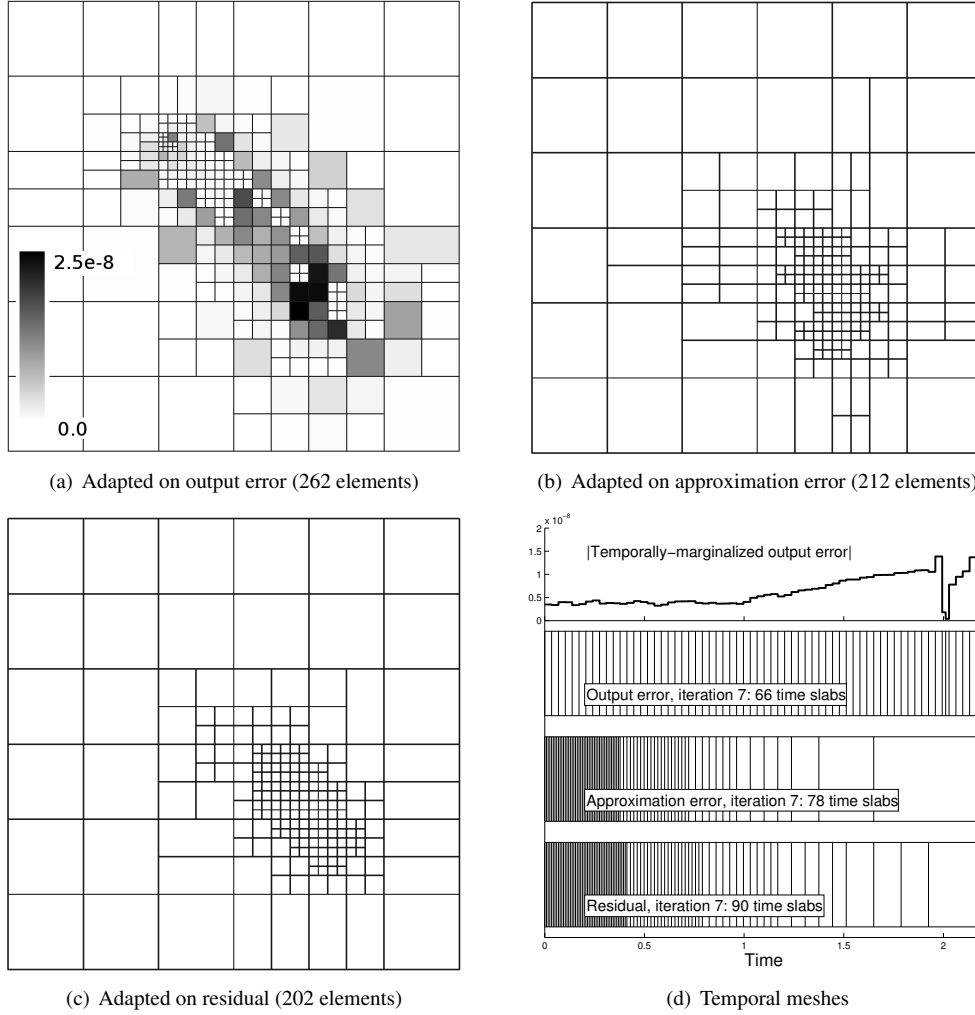 2.5e-8
0.0
(a) Adapted on output error (262 elements)
(b) Adapted on approximation error (212 elements)
(c) Adapted on residual (202 elements)
x 10⁻⁸
2
1.5
1
0.5
0
|Temporally−marginalized output error|
Output error, iteration 7: 66 time slabs
Approximation error, iteration 7: 78 time slabs
Residual, iteration 7: 90 time slabs
0 0.5 1 1.5 2
Time
(d) Temporal meshes